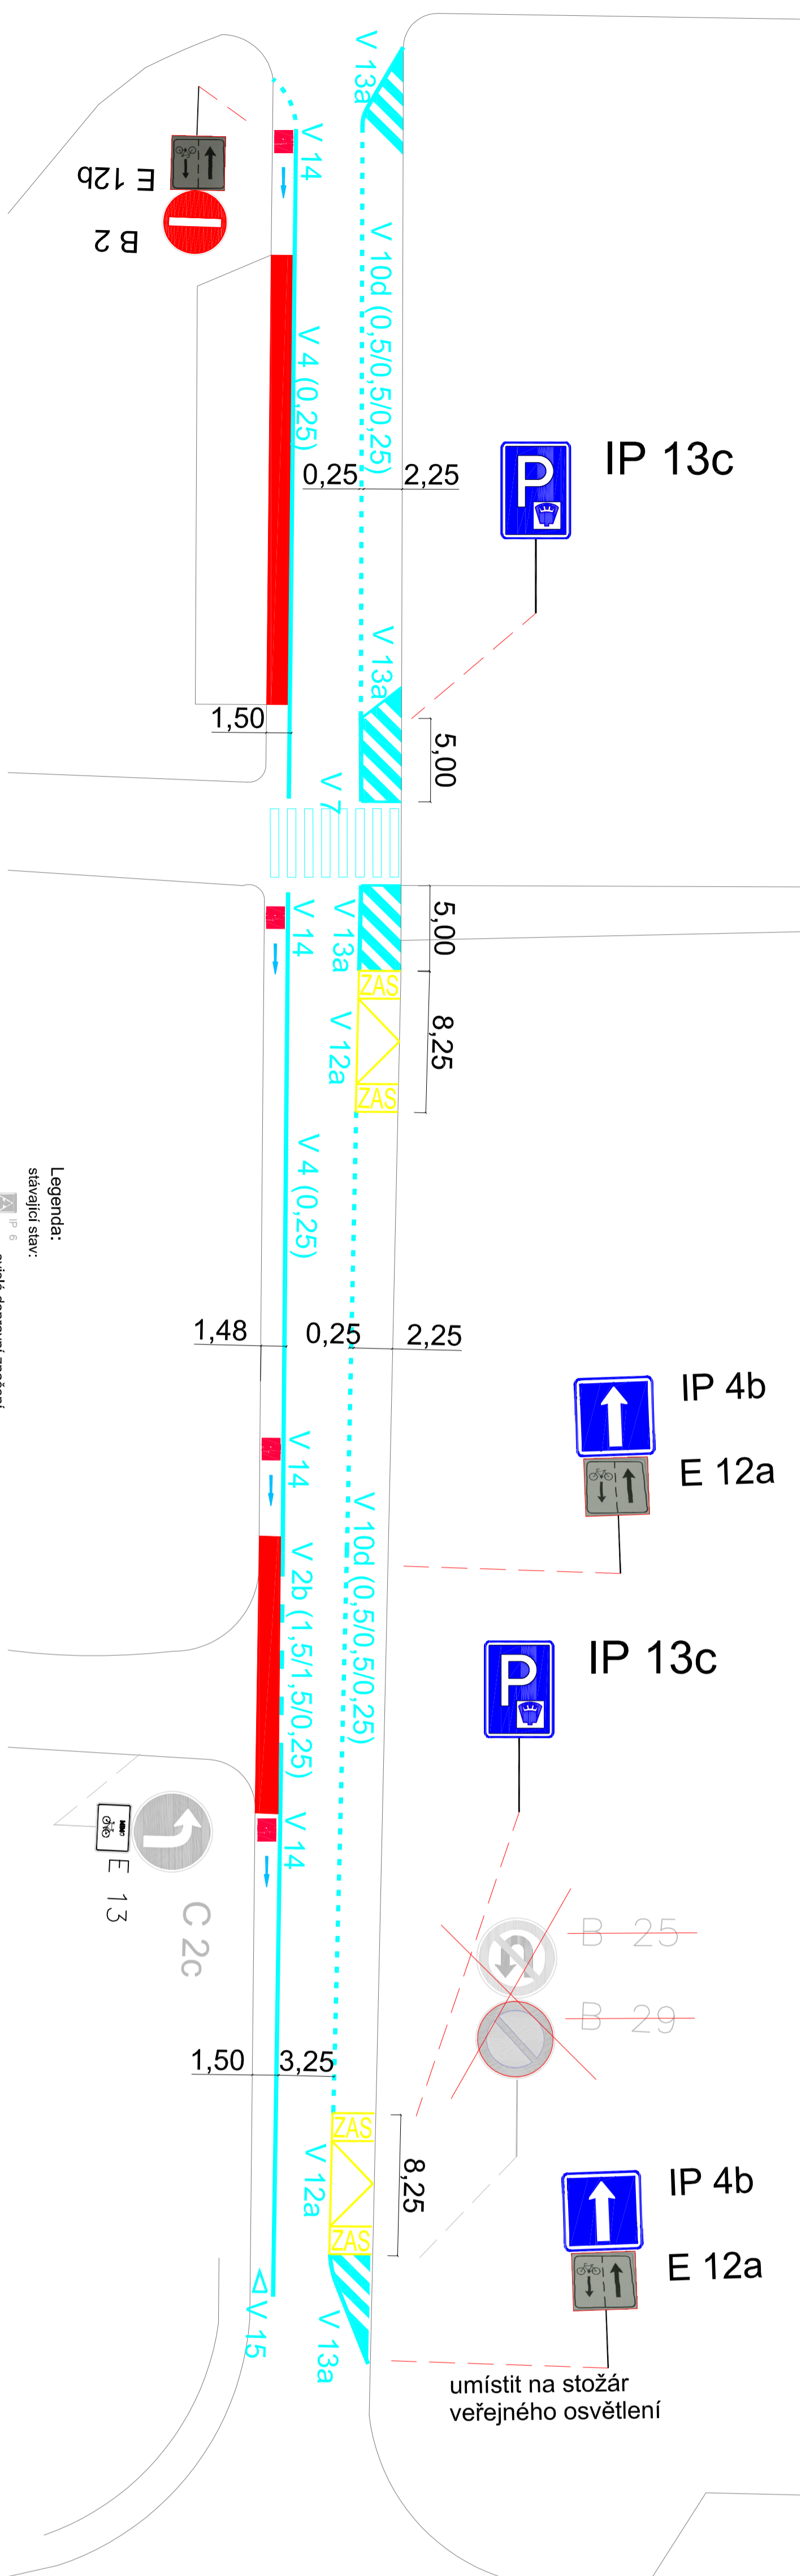 V 13a
V 14
E 12b
B 2
V 10d (0,5/0,5/0,25)
V 4 (0,25)
IP 13c
P
0,25
2,25
V 13a
1,50
5,00
V 7
V 14
V 13a
5,00
ZAS
V 12a
8,25
ZAS
V 4 (0,25)
Legenda:
stávající stav:
IP 6
1,48
0,25
2,25
IP 4b
E 12a
V 14
V 10d (0,5/0,5/0,25)
V 2b (1,5/1,5/0,25)
IP 13c
P
V 14
E 13
C 2c
B 25
B 29
1,50
3,25
ZAS
V 12a
8,25
ZAS
IP 4b
E 12a
V 15
V 13a
umístit na stožár
veřejného osvětlení